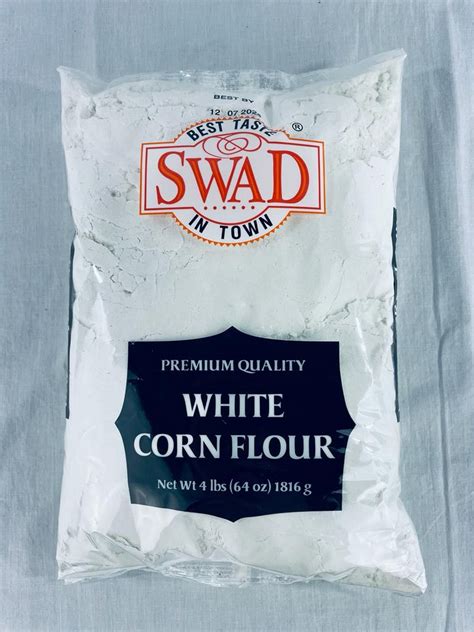 BEST BY
12 07
BEST TASTE ®
SWAD
IN TOWN
PREMIUM QUALITY
WHITE
CORN FLOUR
Net Wt 4 lbs (64 oz) 1816 g